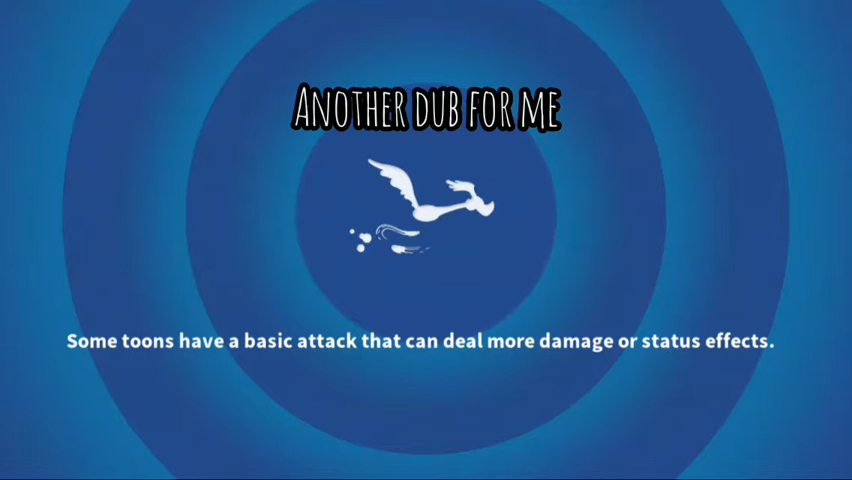 Another dub for me
Some toons have a basic attack that can deal more damage or status effects.